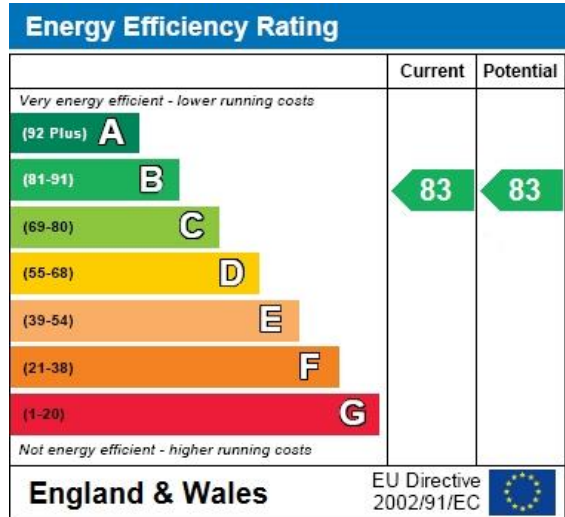 Energy Efficiency Rating
Current Potential
Very energy efficient - lower running costs
(92 Plus) A
(81-91) B
83 83
(69-80) C
(55-68) D
(39-54) E
(21-38) F
(1-20) G
Not energy efficient - higher running costs
England & Wales
EU Directive
2002/91/EC